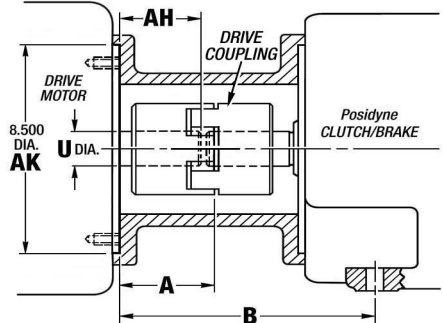 AH
DRIVE
COUPLING
DRIVE
MOTOR
8.500
DIA.
AK
U DIA.
Posidyne
CLUTCH/BRAKE
A
B